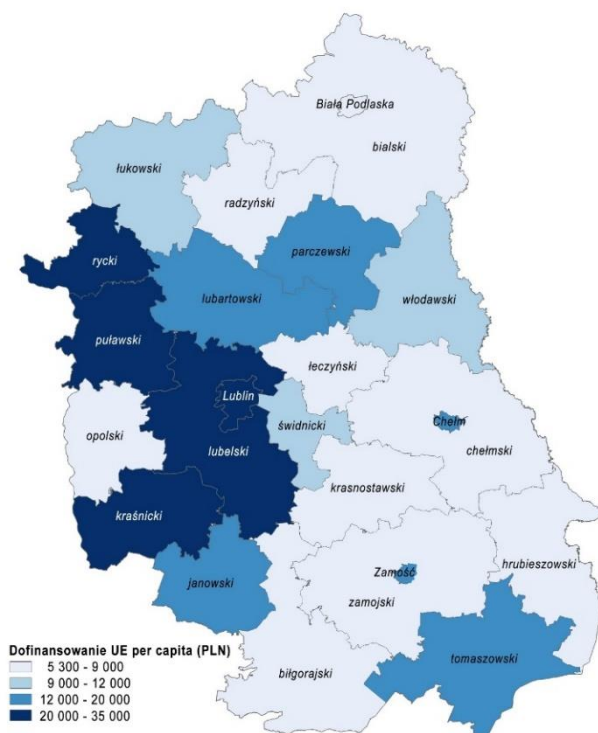 Biała Podlaska
bialski
łukowski
radzyński
parczewski
rycki
lubartowski
włodawski
puławski
łeczyński
Lublin
Chełm
świdnicki
opolski
lubelski
chełmski
krasnostawski
kraśnicki
hrubieszowski
Zamość
janowski
zamojski
tomaszowski
biłgorajski
Dofinansowanie UE per capita (PLN)
5 300 - 9 000
9 000 - 12 000
12 000 - 20 000
20 000 - 35 000